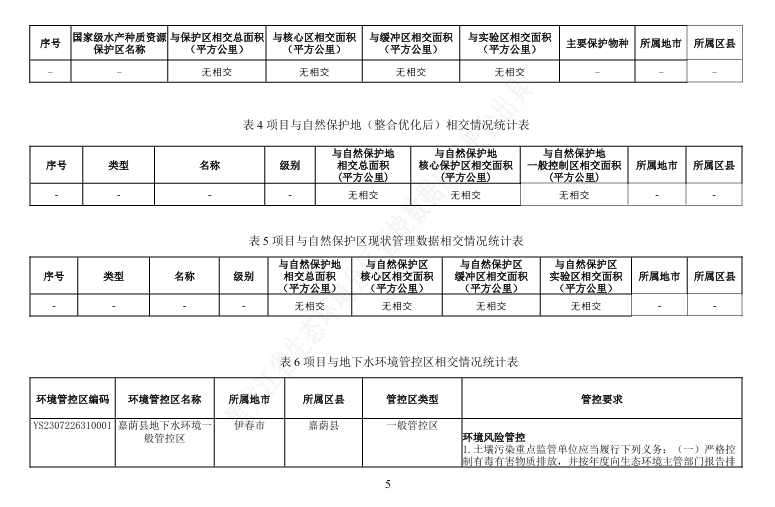 序号 国家级水产种质资源保护区名称 与保护区相交总面积（平方公里） 与核心区相交面积（平方公里） 与缓冲区相交面积（平方公里） 与实验区相交面积（平方公里） 主要保护物种 所属地市 所属区县
– – 无相交 无相交 无相交 无相交 – – –
表 4 项目与自然保护地（整合优化后）相交情况统计表
序号 类型 名称 级别 与自然保护地相交总面积(平方公里) 与自然保护地核心保护区相交面积(平方公里) 与自然保护地一般控制区相交面积(平方公里) 所属地市 所属区县
- - - - 无相交 无相交 无相交 - -
表 5 项目与自然保护区现状管理数据相交情况统计表
序号 类型 名称 级别 与自然保护地相交总面积（平方公里） 与自然保护区核心区相交面积（平方公里） 与自然保护区缓冲区相交面积（平方公里） 与自然保护区实验区相交面积（平方公里） 所属地市 所属区县
- - - - 无相交 无相交 无相交 无相交 - -
表 6 项目与地下水环境管控区相交情况统计表
环境管控区编码 环境管控区名称 所属地市 所属区县 管控区类型 管控要求
YS2307226310001 嘉荫县地下水环境一般管控区 伊春市 嘉荫县 一般管控区
环境风险管控
1.土壤污染重点监管单位应当履行下列义务：（一）严格控
制有毒有害物质排放，并按年度向生态环境主管部门报告排
5